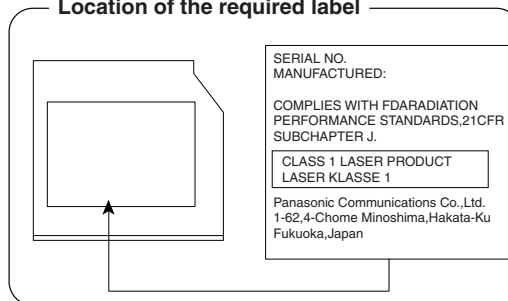 Location of the required label
SERIAL NO.
MANUFACTURED:
COMPLIES WITH FDARADIATION
PERFORMANCE STANDARDS,21CFR
SUBCHAPTER J.
CLASS 1 LASER PRODUCT
LASER KLASSE 1
Panasonic Communications Co.,Ltd.
1-62,4-Chome Minoshima,Hakata-Ku
Fukuoka,Japan